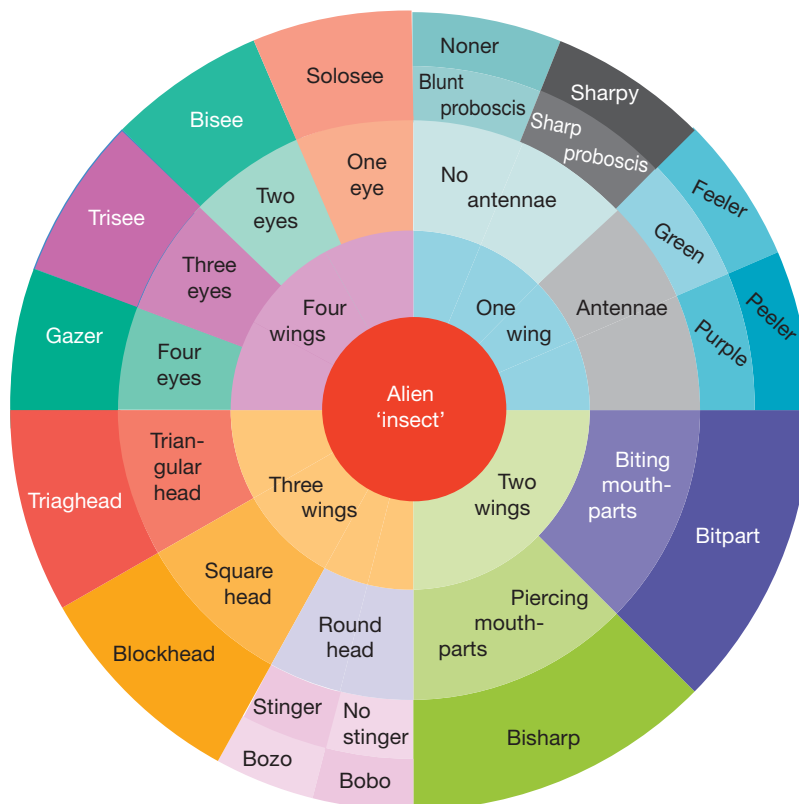 Noner
Blunt
proboscis
Sharpy
Sharp
proboscis
Solosee
One
eye
Bisee
Two
eyes
No
antennae
Feeler
Green
Trisee
Three
eyes
Four
wings
One
wing
Antennae
Peeler
Purple
Gazer
Four
eyes
Alien
‘insect’
Triaghead
Trian-
gular
head
Three
wings
Two
wings
Biting
mouth-
parts
Bitpart
Square
head
Blockhead
Round
head
Piercing
mouth-
parts
Stinger
No
stinger
Bozo
Bobo
Bisharp